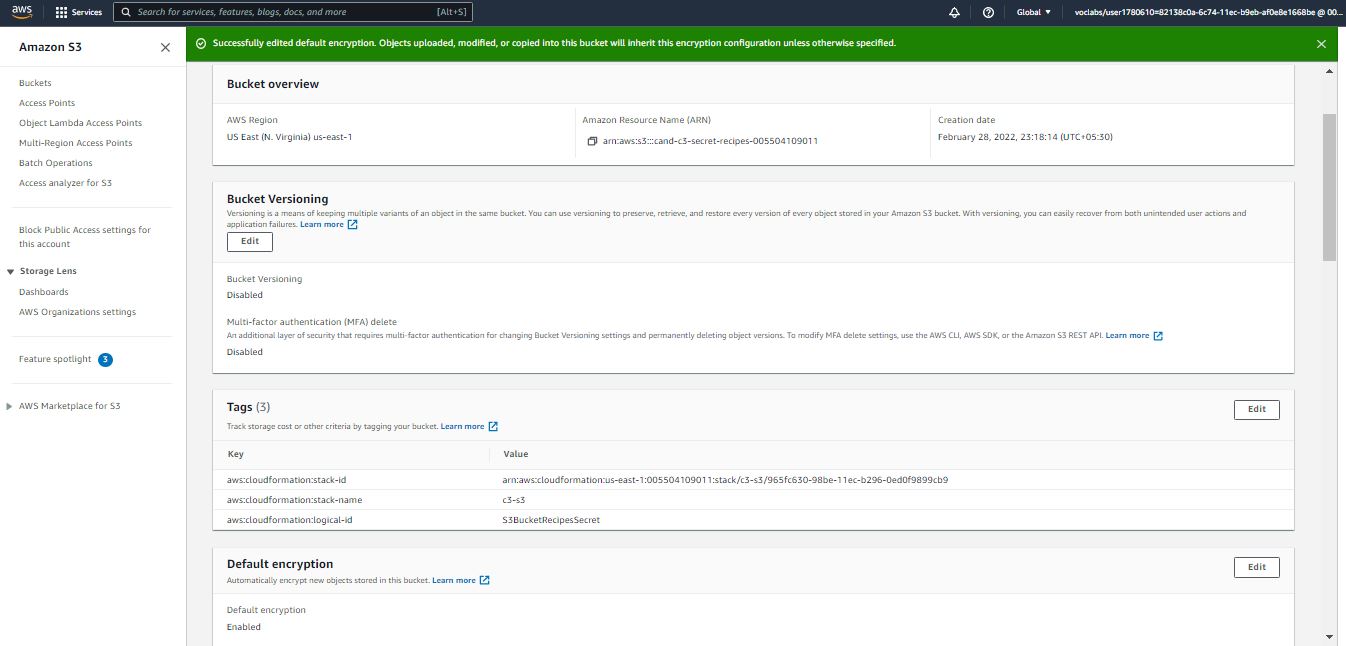 aws
Services
Search for services, features, blogs, docs, and more
[Alt+S]
Global
voclabs/user1780610=82138c0a-6c74-11ec-b9eb-af0e8e1668be @ 00...
Amazon S3
Buckets
Access Points
Object Lambda Access Points
Multi-Region Access Points
Batch Operations
Access analyzer for S3
Block Public Access settings for
this account
Storage Lens
Dashboards
AWS Organizations settings
Feature spotlight 3
AWS Marketplace for S3
Successfully edited default encryption. Objects uploaded, modified, or copied into this bucket will inherit this encryption configuration unless otherwise specified.
Bucket overview
AWS Region
US East (N. Virginia) us-east-1
Amazon Resource Name (ARN)
arn:aws:s3:::cand-c3-secret-recipes-005504109011
Creation date
February 28, 2022, 23:18:14 (UTC+05:30)
Bucket Versioning
Versioning is a means of keeping multiple variants of an object in the same bucket. You can use versioning to preserve, retrieve, and restore every version of every object stored in your Amazon S3 bucket. With versioning, you can easily recover from both unintended user actions and
application failures. Learn more
Edit
Bucket Versioning
Disabled
Multi-factor authentication (MFA) delete
An additional layer of security that requires multi-factor authentication for changing Bucket Versioning settings and permanently deleting object versions. To modify MFA delete settings, use the AWS CLI, AWS SDK, or the Amazon S3 REST API. Learn more
Disabled
Tags (3)
Edit
Track storage cost or other criteria by tagging your bucket. Learn more
Key Value
aws:cloudformation:stack-id arn:aws:cloudformation:us-east-1:005504109011:stack/c3-s3/965fc630-98be-11ec-b296-0ed0f9899cb9
aws:cloudformation:stack-name c3-s3
aws:cloudformation:logical-id S3BucketRecipesSecret
Default encryption
Edit
Automatically encrypt new objects stored in this bucket. Learn more
Default encryption
Enabled